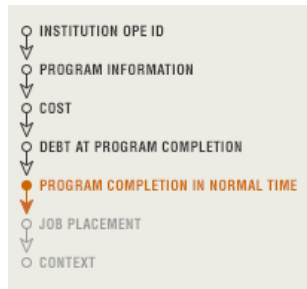 INSTITUTION OPE ID
PROGRAM INFORMATION
COST
DEBT AT PROGRAM COMPLETION
PROGRAM COMPLETION IN NORMAL TIME
JOB PLACEMENT
CONTEXT